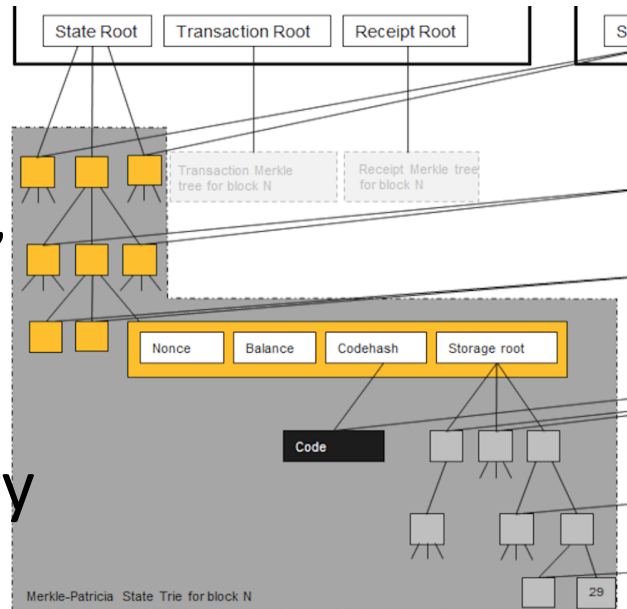 State Root Transaction Root Receipt Root S
Transaction Merkle
tree for block N
Receipt Merkle tree
for block N
,
Nonce Balance Codehash Storage root
Code
y
29
Merkle-Patricia State Trie for block N